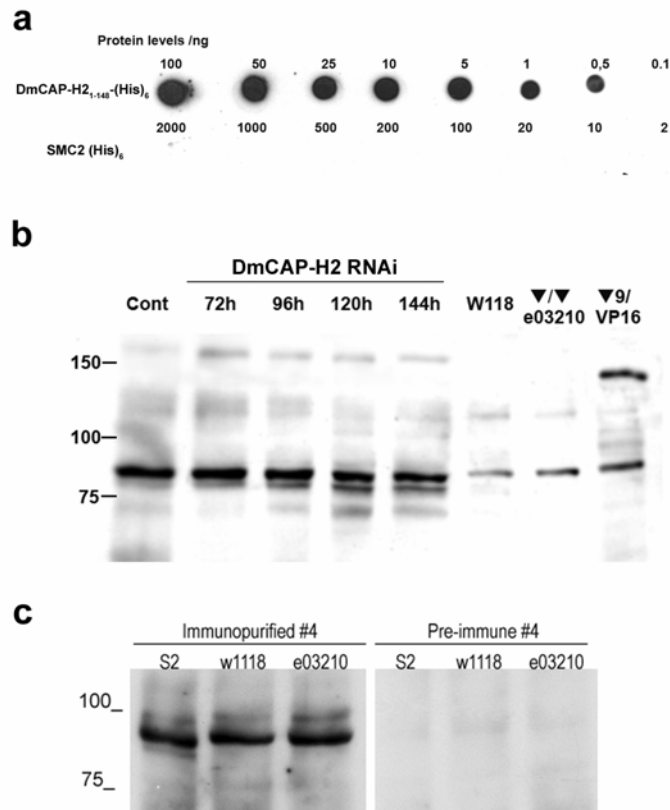 a
Protein levels /ng
100 50 25 10 5 1 0,5 0.1
DmCAP-H2₁₋₁₄₈-(His)₆
2000 1000 500 200 100 20 10 2
SMC2 (His)₆
b
DmCAP-H2 RNAi
Cont 72h 96h 120h 144h W118 ▼/▼ e03210 ▼9/ VP16
150
100
75
c
Immunopurified #4 Pre-immune #4
S2 w1118 e03210 S2 w1118 e03210
100_
75_